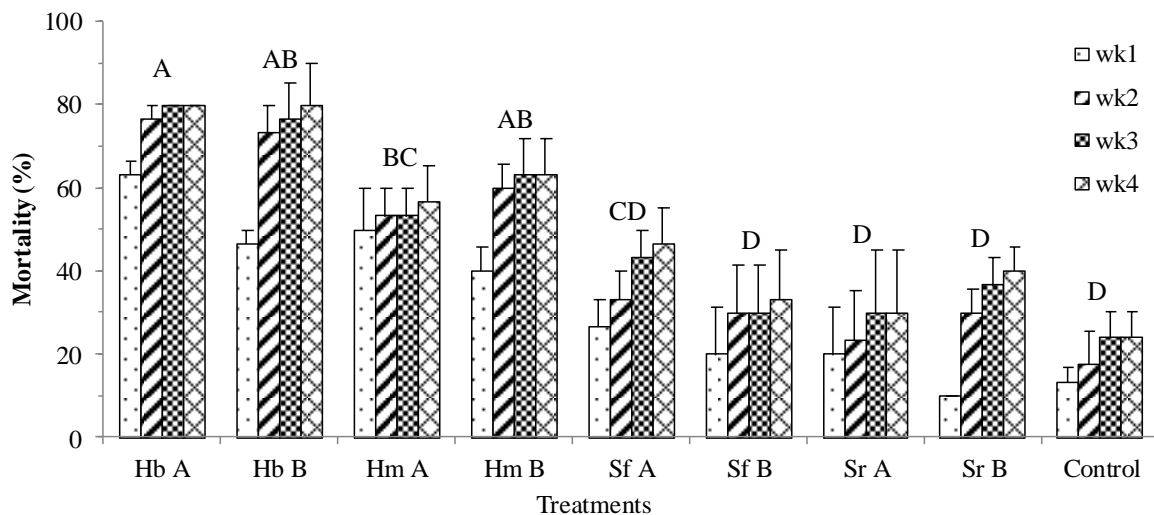 100
80
60
40
20
0
Mortality (%)
A
AB
BC
AB
CD
D
D
D
D
wk1
wk2
wk3
wk4
Hb A Hb B Hm A Hm B Sf A Sf B Sr A Sr B Control
Treatments